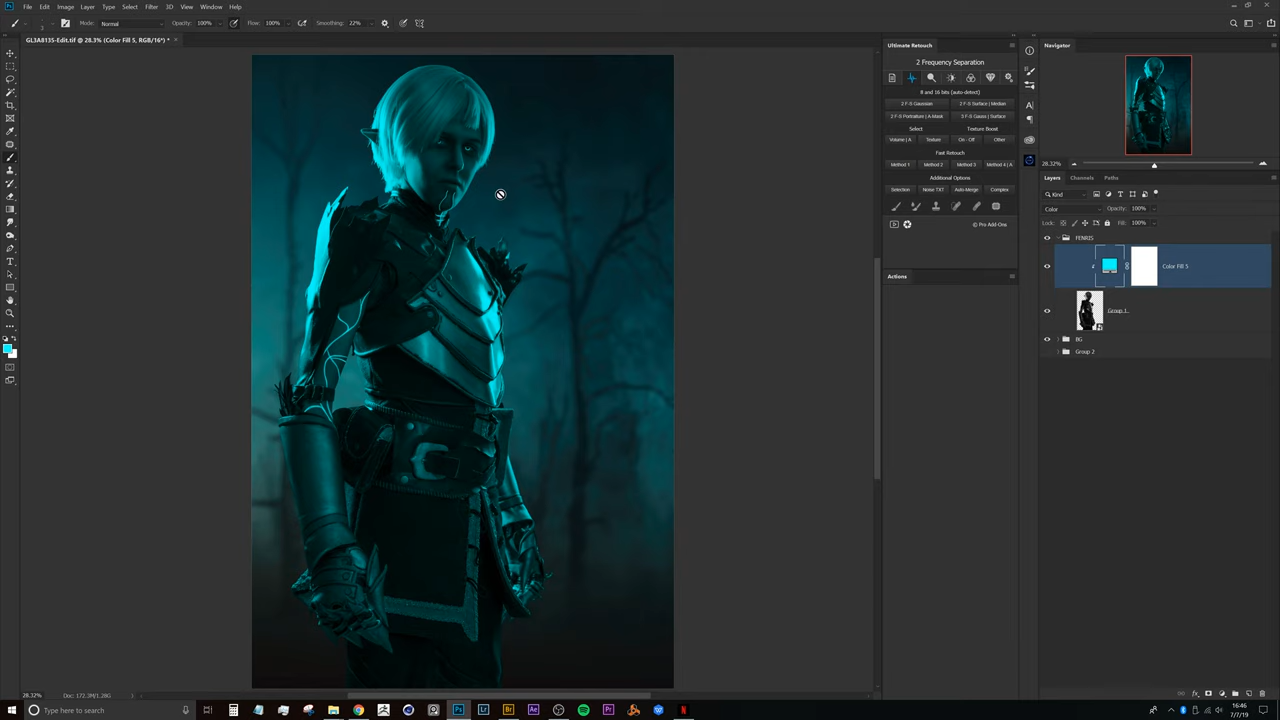 File Edit Image Layer Type Select Filter 3D View Window Help
Mode: Normal Opacity: 100% Flow: 100% Smoothing: 22%
GL3A8135-Edit.tif @ 28.3% (Color Fill 5, RGB/16*) *
Ultimate Retouch
2 Frequency Separation
8 and 16 bits (auto-detect)
2 F-S Gaussian 2 F-S Surface | Median
2 F-S Portraiture | A-Mask 3 F-S Gauss | Surface
Select Texture Boost
Volume | A Texture On - Off Other
Fast Retouch
Method 1 Method 2 Method 3 Method 4 | A
Additional Options
Selection Noise TXT Auto-Merge Complex
© Pro Add-Ons
Actions
Navigator
28.32%
Layers Channels Paths
Kind
Color Opacity: 100%
Lock: Fill: 100%
FENRIS
Color Fill 5
Group 1
BG
Group 2
28.32% Doc: 172.3M/1.28G
Type here to search
16:46
7/7/19